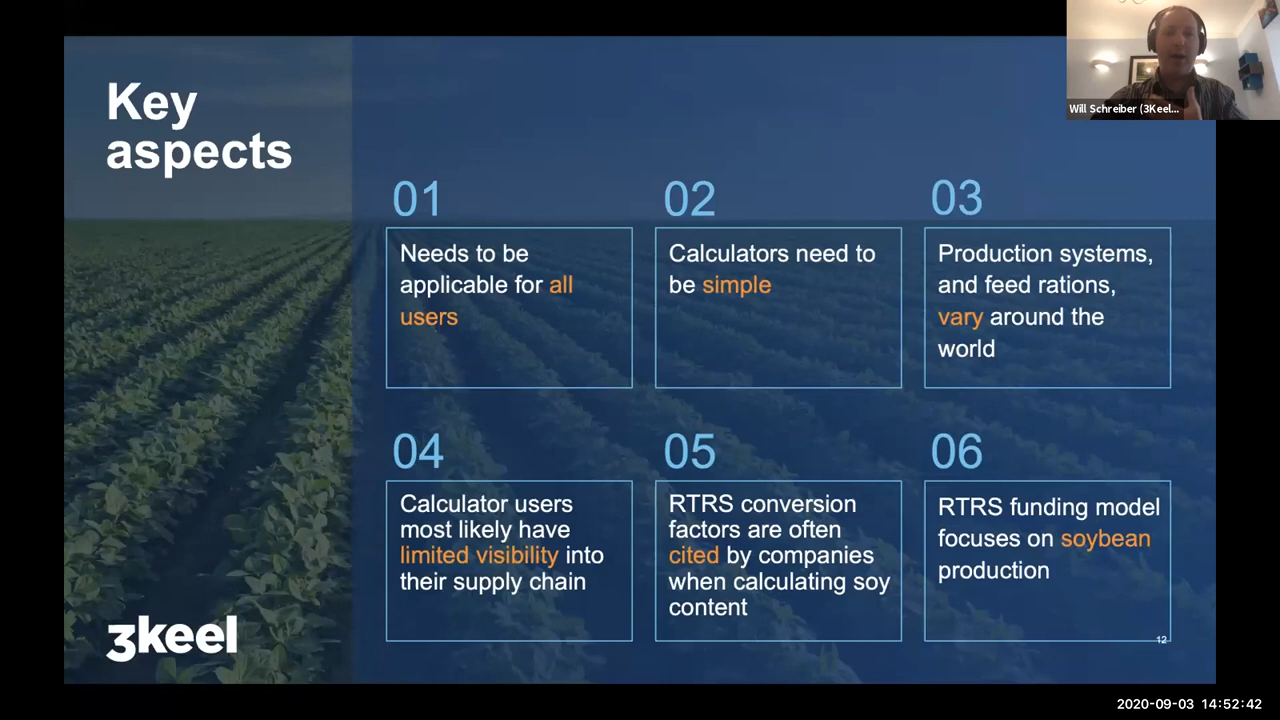 Key
aspects
Will Schreiber (3Keel...
01
Needs to be
applicable for all
users
02
Calculators need to
be simple
03
Production systems,
and feed rations,
vary around the
world
04
Calculator users
most likely have
limited visibility into
their supply chain
05
RTRS conversion
factors are often
cited by companies
when calculating soy
content
06
RTRS funding model
focuses on soybean
production
3keel
12
2020-09-03 14:52:42